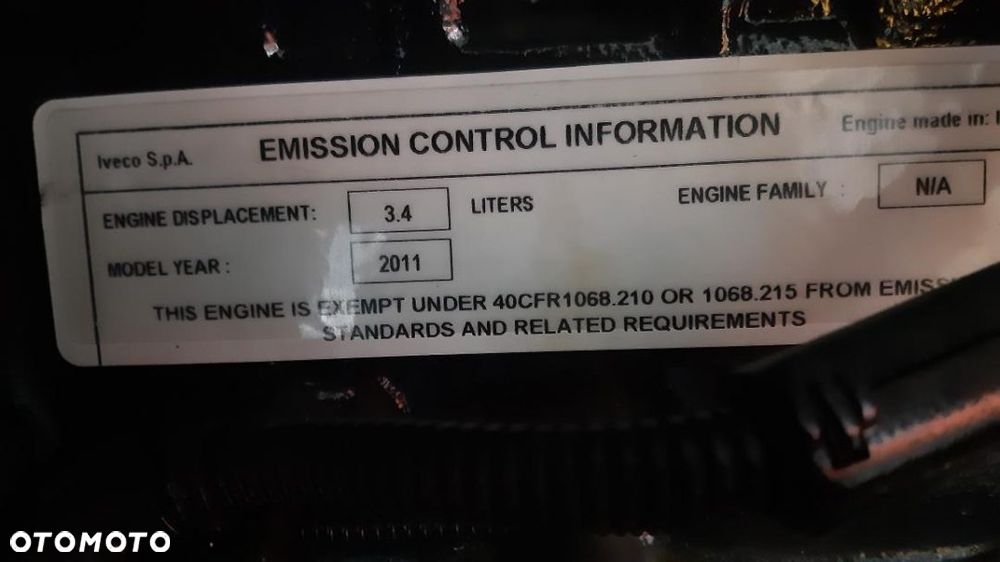 Iveco S.p.A. EMISSION CONTROL INFORMATION Engine made in:
ENGINE DISPLACEMENT: 3.4 LITERS ENGINE FAMILY : N/A
MODEL YEAR : 2011
THIS ENGINE IS EXEMPT UNDER 40CFR1068.210 OR 1068.215 FROM EMISS
STANDARDS AND RELATED REQUIREMENTS
OTOMOTO